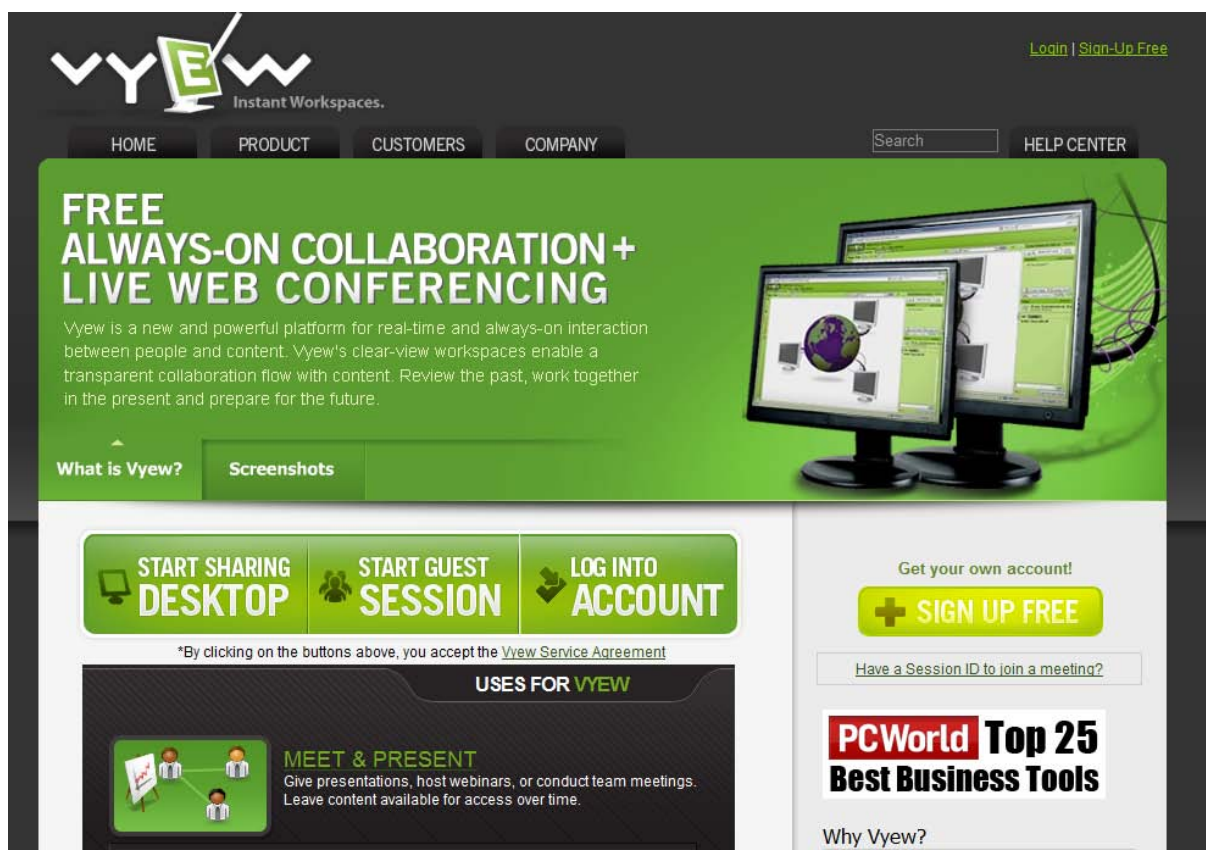 VYEW
Instant Workspaces.
Login | Sign-Up Free
HOME
PRODUCT
CUSTOMERS
COMPANY
Search
HELP CENTER
FREE
ALWAYS-ON COLLABORATION+
LIVE WEB CONFERENCING
Vyew is a new and powerful platform for real-time and always-on interaction
between people and content. Vyew's clear-view workspaces enable a
transparent collaboration flow with content. Review the past, work together
in the present and prepare for the future.
What is Vyew?
Screenshots
START SHARING
DESKTOP
START GUEST
SESSION
LOG INTO
ACCOUNT
*By clicking on the buttons above, you accept the Vyew Service Agreement
USES FOR VYEW
MEET & PRESENT
Give presentations, host webinars, or conduct team meetings.
Leave content available for access over time.
Get your own account!
SIGN UP FREE
Have a Session ID to join a meeting?
PCWorld Top 25
Best Business Tools
Why Vyew?